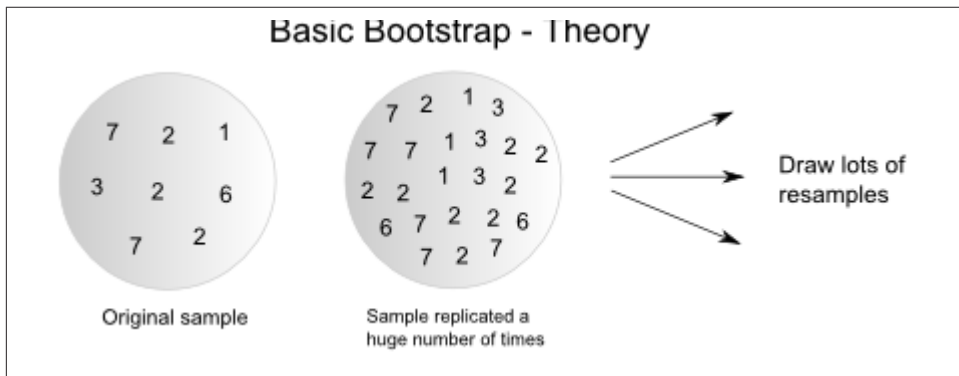 Basic Bootstrap - Theory
7 2 1
3 2 6
7 2
7 2 1 3
7 7 1 3 2 2
2 2 1 3 2
6 7 2 2 6
7 2 7
Draw lots of
resamples
Original sample
Sample replicated a
huge number of times